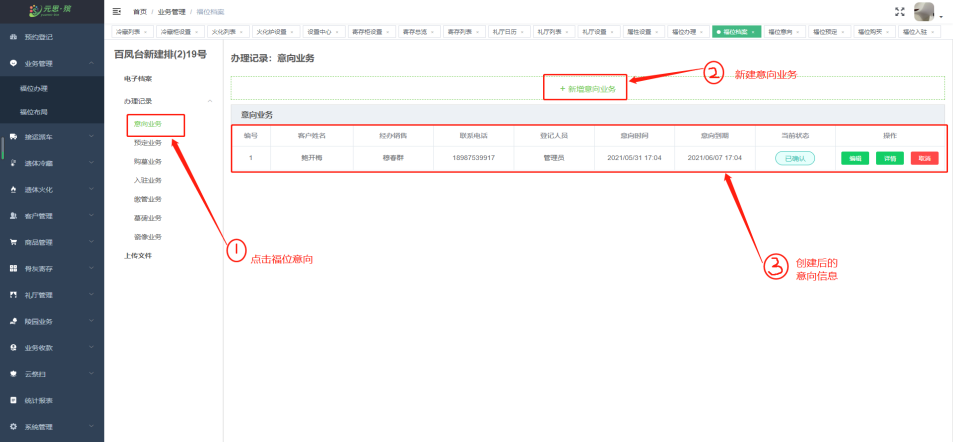 元思·殡
首页 / 业务管理 / 福位档案
冷藏列表 × 冷藏柜设置 × 火化列表 × 火化炉设置 × 设置中心 × 寄存柜设置 × 寄存总览 × 寄存列表 × 礼厅日历 × 礼厅列表 × 礼厅设置 × 属性设置 × 福位办理 × 福位档案 × 福位意向 × 福位预定 × 福位购买 × 福位入驻 ×
预约登记
业务管理
福位办理
福位布局
接运派车
遗体冷藏
遗体火化
客户管理
商品管理
骨灰寄存
礼厅管理
陵园业务
业务收款
云祭扫
统计报表
系统管理
百凤台新建排(2)19号
电子档案
办理记录
意向业务
预定业务
购墓业务
入驻业务
缴管业务
墓碑业务
瓷像业务
上传文件
办理记录：意向业务
+ 新增意向业务
意向业务
编号 客户姓名 经办销售 联系电话 登记人员 意向时间 意向到期 当前状态 操作
1 鲍开梅 穆春群 18987539917 管理员 2021/05/31 17:04 2021/06/07 17:04 已确认 编辑 详情 取消
① 点击福位意向
② 新建意向业务
③ 创建后的
意向信息